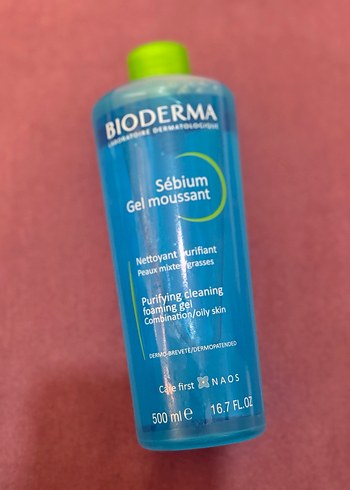 BIODERMA
LABORATOIRE DERMATOLOGIQUE
Sébium
Gel moussant
Nettoyant purifiant
Peaux mixtes/grasses
Purifying cleaning
foaming gel
Combination/oily skin
DERMO-BREVETÉ/DERMOPATENDED
Care first NAOS
500 ml e 16.7 FL.OZ